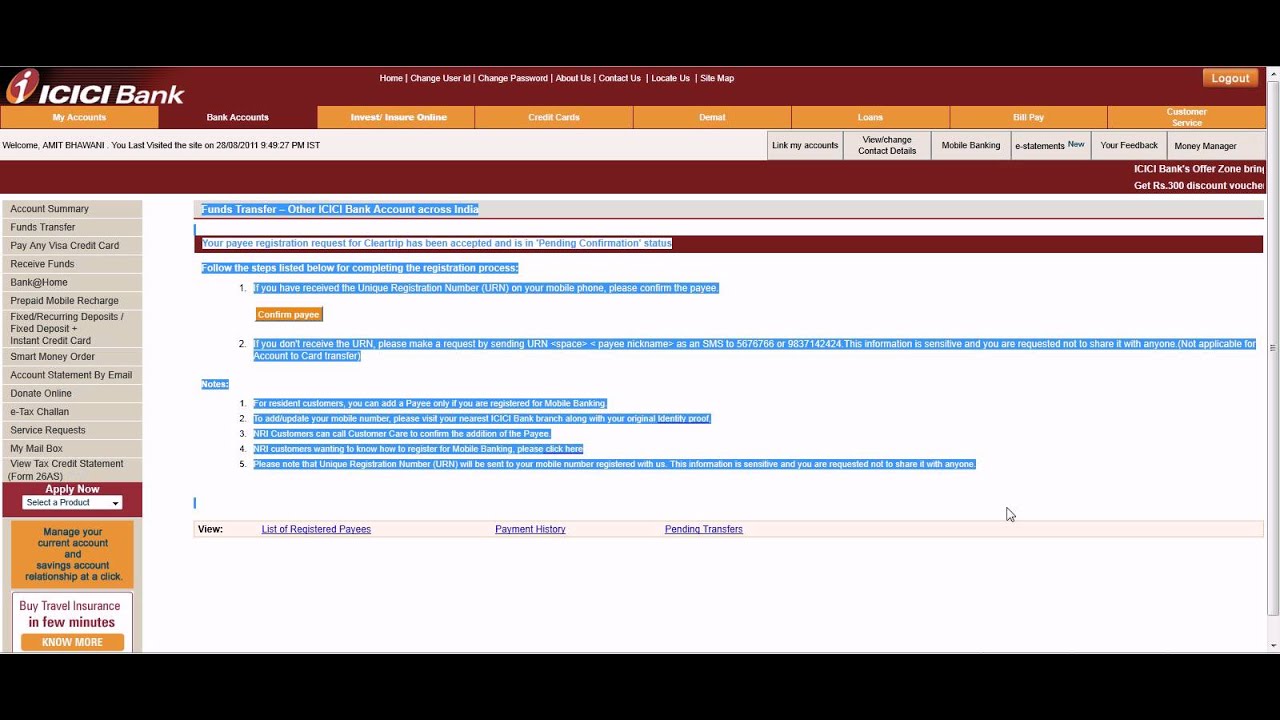 ICICI Bank
Home | Change User Id | Change Password | About Us | Contact Us | Locate Us | Site Map
Logout
My Accounts
Bank Accounts
Invest/ Insure Online
Credit Cards
Demat
Loans
Bill Pay
Customer
Service
Welcome, AMIT BHAWANI . You Last Visited the site on 28/08/2011 9:49:27 PM IST
Link my accounts
View/change
Contact Details
Mobile Banking
e-statements New
Your Feedback
Money Manager
ICICI Bank's Offer Zone bring
Get Rs.300 discount voucher
Account Summary
Funds Transfer
Pay Any Visa Credit Card
Receive Funds
Bank@Home
Prepaid Mobile Recharge
Fixed/Recurring Deposits /
Fixed Deposit +
Instant Credit Card
Smart Money Order
Account Statement By Email
Donate Online
e-Tax Challan
Service Requests
My Mail Box
View Tax Credit Statement
(Form 26AS)
Apply Now
Select a Product
Manage your
current account
and
savings account
relationship at a click.
Buy Travel Insurance
in few minutes
KNOW MORE
Funds Transfer – Other ICICI Bank Account across India
Your payee registration request for Cleartrip has been accepted and is in 'Pending Confirmation' status
Follow the steps listed below for completing the registration process:
1. If you have received the Unique Registration Number (URN) on your mobile phone, please confirm the payee.
Confirm payee
2. If you don't receive the URN, please make a request by sending URN <space> < payee nickname> as an SMS to 5676766 or 9837142424.This information is sensitive and you are requested not to share it with anyone.(Not applicable for
Account to Card transfer)
Notes:
1. For resident customers, you can add a Payee only if you are registered for Mobile Banking.
2. To add/update your mobile number, please visit your nearest ICICI Bank branch along with your original Identity proof.
3. NRI Customers can call Customer Care to confirm the addition of the Payee.
4. NRI customers wanting to know how to register for Mobile Banking, please click here
5. Please note that Unique Registration Number (URN) will be sent to your mobile number registered with us. This information is sensitive and you are requested not to share it with anyone.
View: List of Registered Payees Payment History Pending Transfers